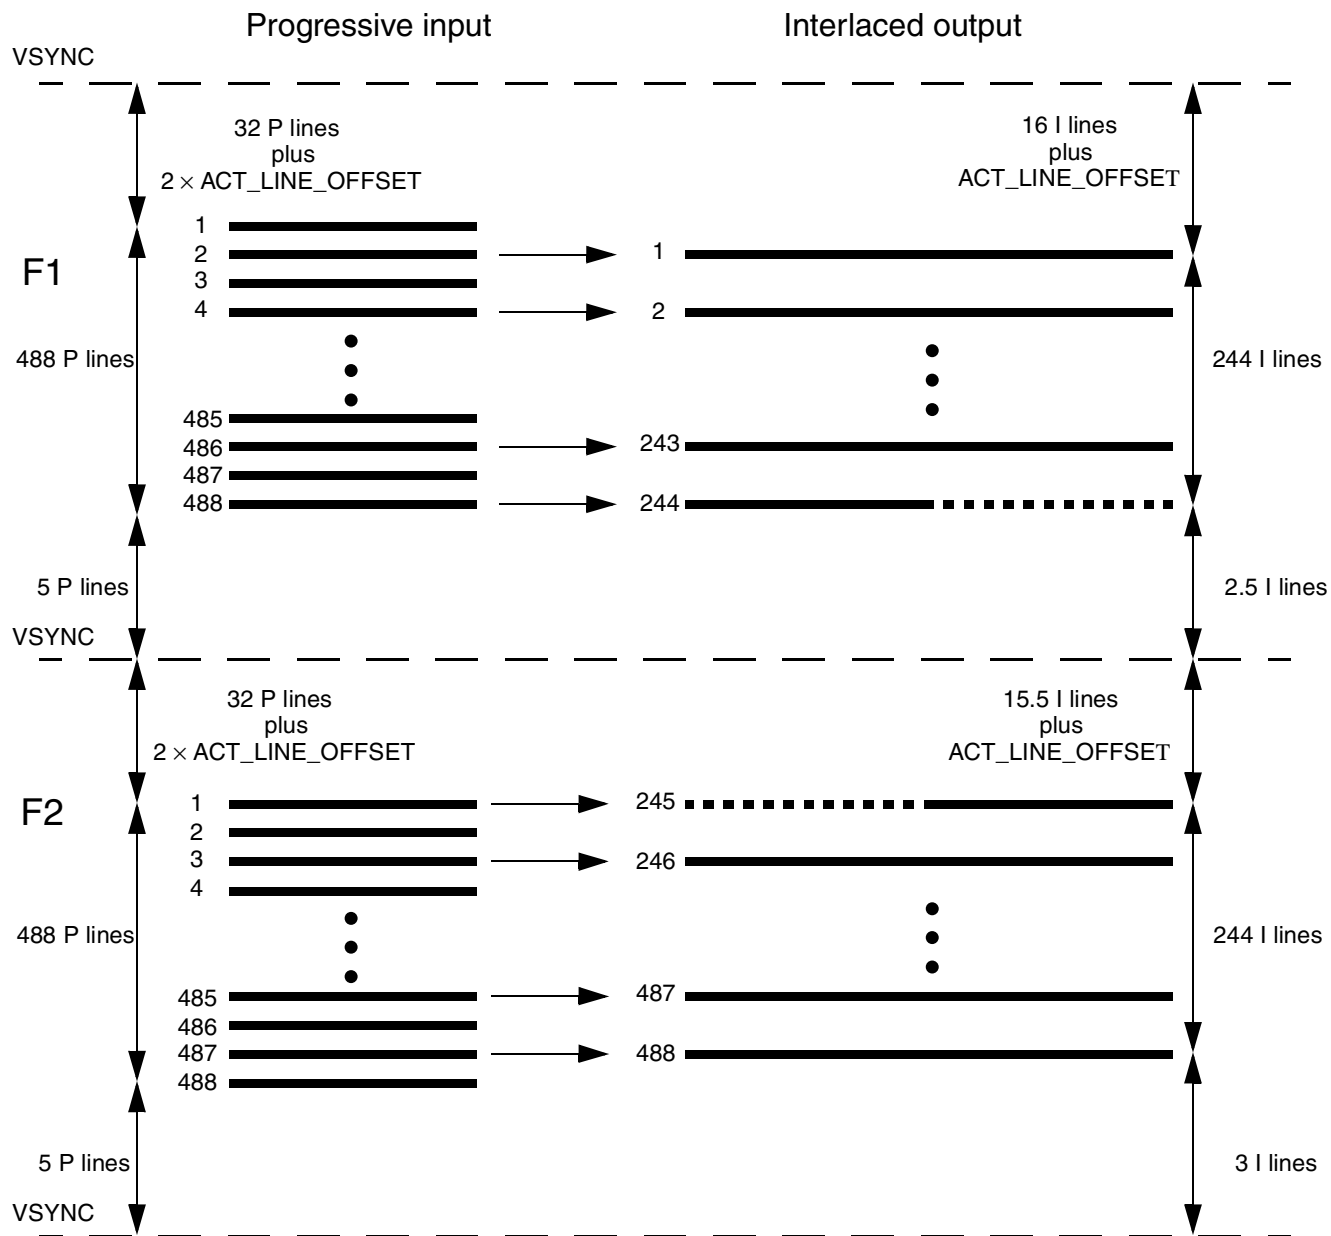 Progressive input
Interlaced output
VSYNC
32 P lines
plus
2 × ACT_LINE_OFFSET
16 I lines
plus
ACT_LINE_OFFSET
F1
1
2
3
4
1
2
488 P lines
244 I lines
485
486
487
488
243
244
5 P lines
2.5 I lines
VSYNC
32 P lines
plus
2 × ACT_LINE_OFFSET
15.5 I lines
plus
ACT_LINE_OFFSET
F2
1
2
3
4
245
246
488 P lines
244 I lines
485
486
487
488
487
488
5 P lines
3 I lines
VSYNC